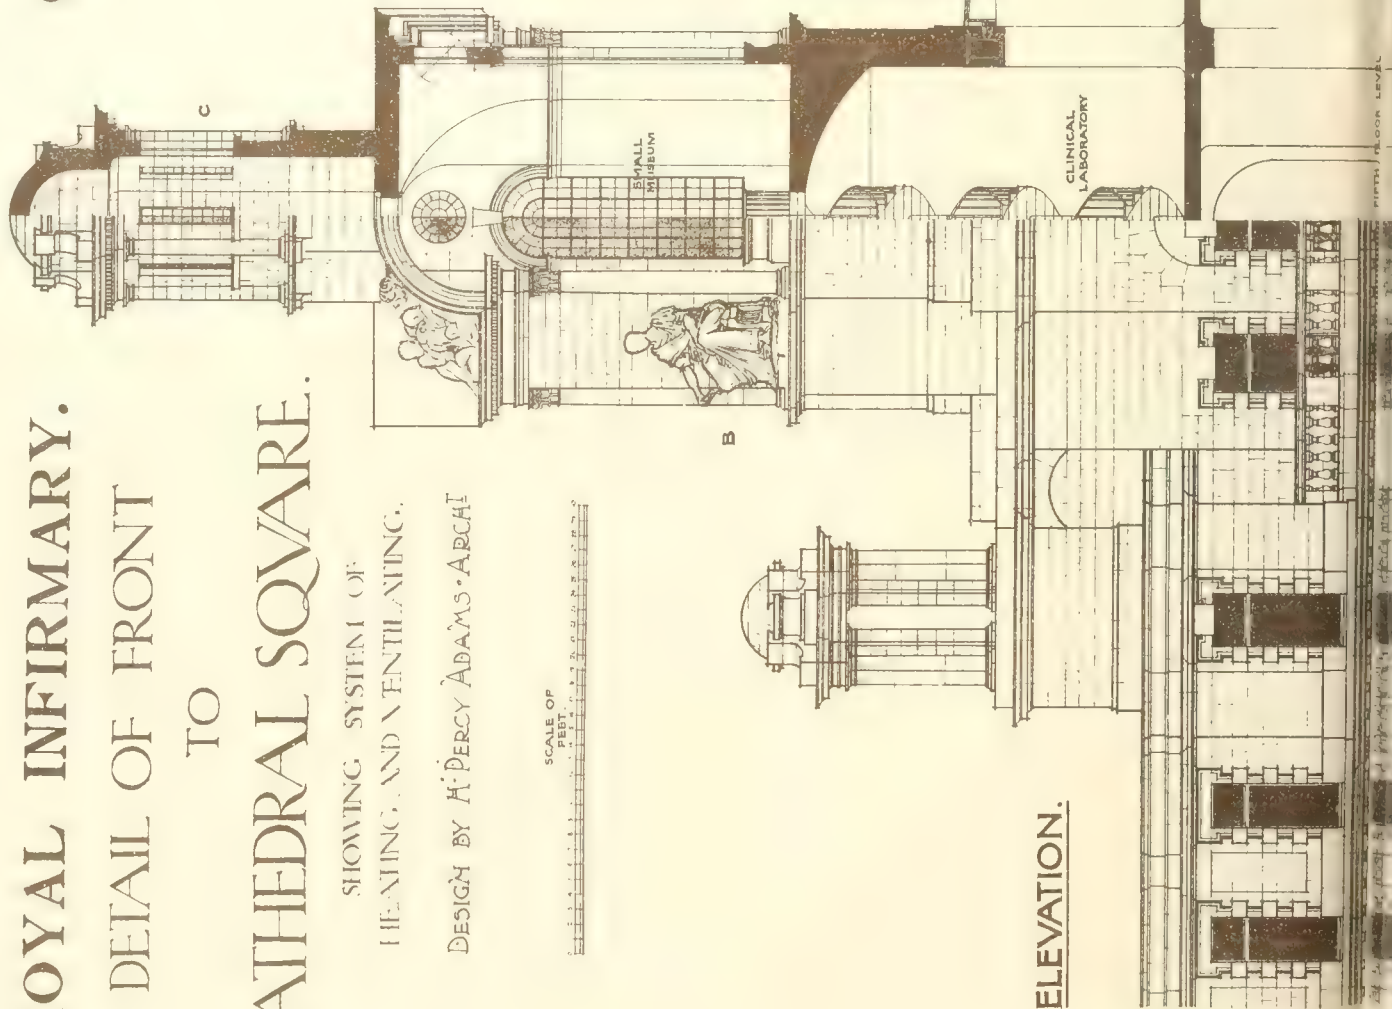 OYAL INFIRMARY.
DETAIL OF FRONT
TO
ATHEDRAL SQVARE.
SHOWING SYSTEM OF
HEATING, AND VENTILATING.
DESIGN BY H· PERCY ADAMS·ARCHT
SCALE OF
FEET.
C
SMALL
MUSEUM
B
CLINICAL
LABORATORY
ELEVATION.
FIFTH FLOOR LEVEL